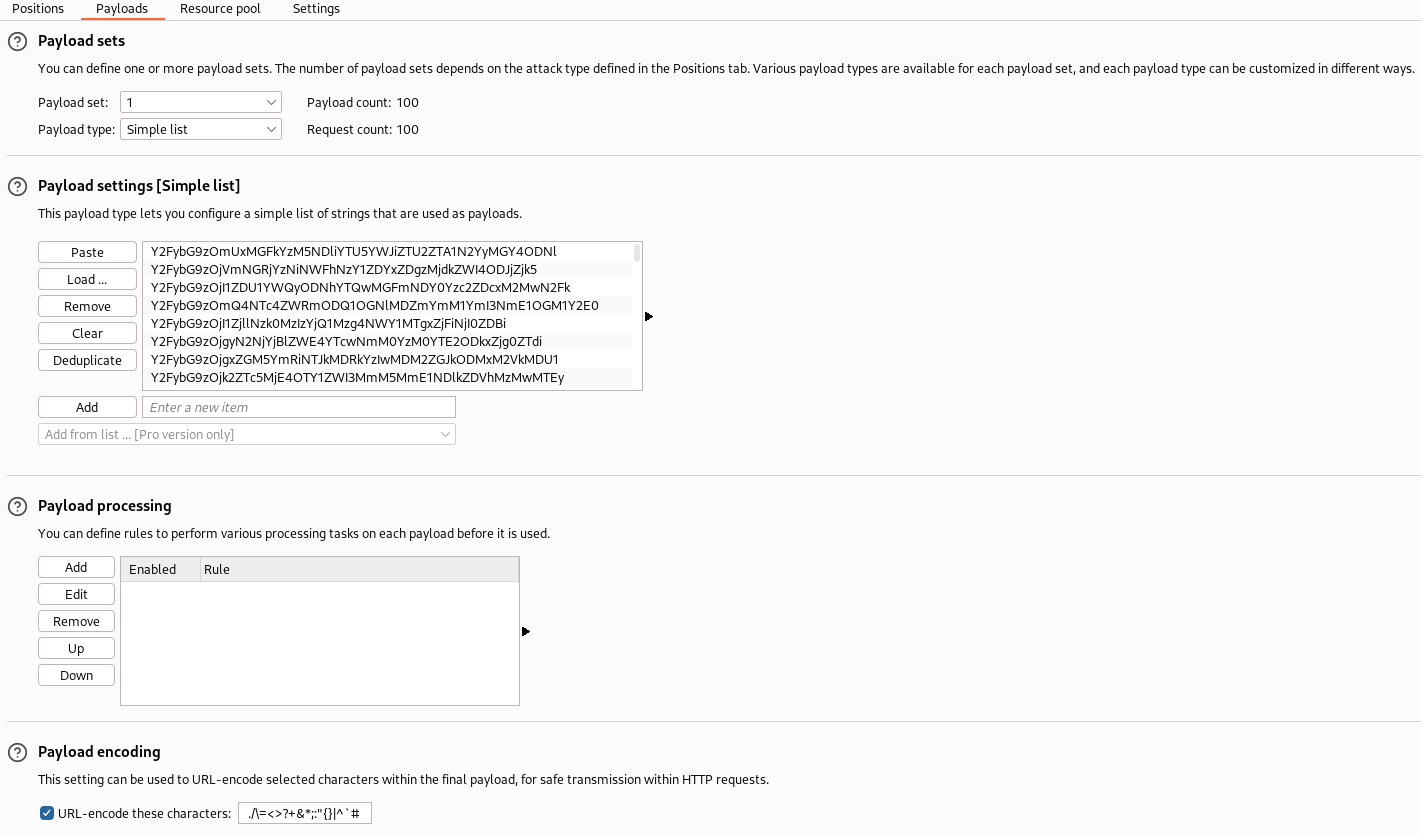 Positions Payloads Resource pool Settings
Payload sets
You can define one or more payload sets. The number of payload sets depends on the attack type defined in the Positions tab. Various payload types are available for each payload set, and each payload type can be customized in different ways.
Payload set: 1 Payload count: 100
Payload type: Simple list Request count: 100
Payload settings [Simple list]
This payload type lets you configure a simple list of strings that are used as payloads.
Paste
Load ...
Remove
Clear
Deduplicate
Y2FybG9zOmUxMGFkYzM5NDliYTU5YWJiZTU2ZTA1N2YyMGY4ODNl
Y2FybG9zOjVmNGRjYzNiNWFhNzY1ZDYxZDgzMjdkZWI4ODJjZjk5
Y2FybG9zOjI1ZDU1YWQyODNhYTQwMGFmNDY0Yzc2ZDcxM2MwN2Fk
Y2FybG9zOmQ4NTc4ZWRmODQ1OGNlMDZmYmM1YmI3NmE1OGM1Y2E0
Y2FybG9zOjI1ZjllNzk0MzIzYjQ1Mzg4NWY1MTgxZjFiNjI0ZDBi
Y2FybG9zOjgyN2NjYjBlZWE4YTcwNmM0YzM0YTE2ODkxZjg0ZTdi
Y2FybG9zOjgxZGM5YmRiNTJkMDRkYzIwMDM2ZGJkODMxM2VkMDU1
Y2FybG9zOjk2ZTc5MjE4OTY1ZWI3MmM5MmE1NDlkZDVhMzMwMTEy
Add Enter a new item
Add from list ... [Pro version only]
Payload processing
You can define rules to perform various processing tasks on each payload before it is used.
Add
Edit
Remove
Up
Down
Enabled Rule
Payload encoding
This setting can be used to URL-encode selected characters within the final payload, for safe transmission within HTTP requests.
URL-encode these characters: ./\=<>?+&*;:"{}|^`#